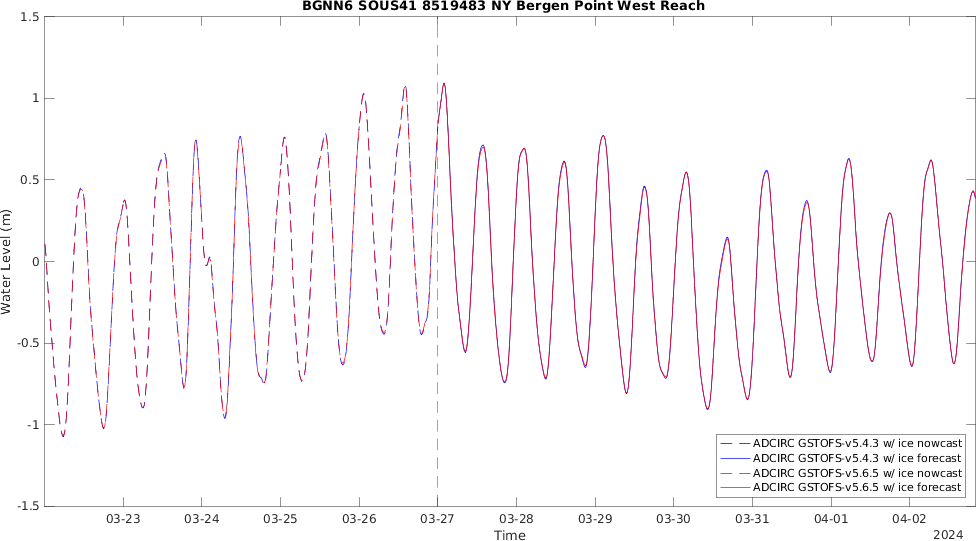 BGNN6 SOUS41 8519483 NY Bergen Point West Reach
1.5
1
0.5
0
-0.5
-1
-1.5
Water Level (m)
ADCIRC GSTOFS-v5.4.3 w/ ice nowcast
ADCIRC GSTOFS-v5.4.3 w/ ice forecast
ADCIRC GSTOFS-v5.6.5 w/ ice nowcast
ADCIRC GSTOFS-v5.6.5 w/ ice forecast
03-23 03-24 03-25 03-26 03-27 03-28 03-29 03-30 03-31 04-01 04-02
Time 2024